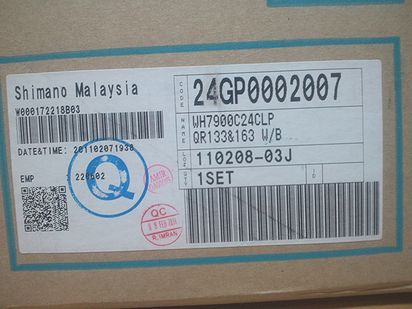 Shimano Malaysia
W000172218B03
DATE&TIME: 201102071938
EMP 220602
Q
QC
CODE 24GP0002007
NAME WH7900C24CLP
QR133&163 W/B
110208-03J
QTY 1SET
ID